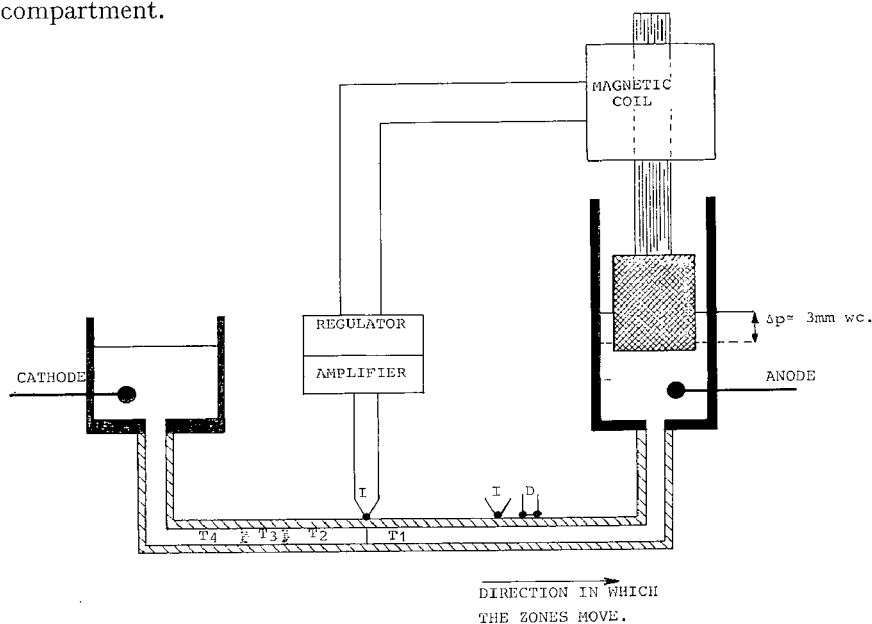 compartment.
MAGNETIC
COIL
REGULATOR
AMPLIFIER
Δp= 3mm wc.
CATHODE
ANODE
I
I
D
T4
T3
T2
T1
DIRECTION IN WHICH
THE ZONES MOVE.